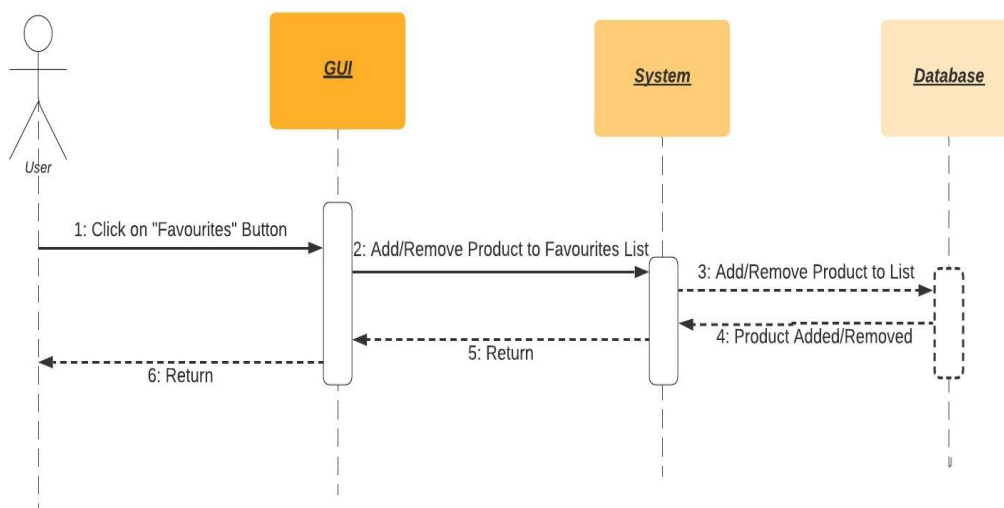 GUI
System
Database
User
1: Click on "Favourites" Button
2: Add/Remove Product to Favourites List
3: Add/Remove Product to List
4: Product Added/Removed
5: Return
6: Return